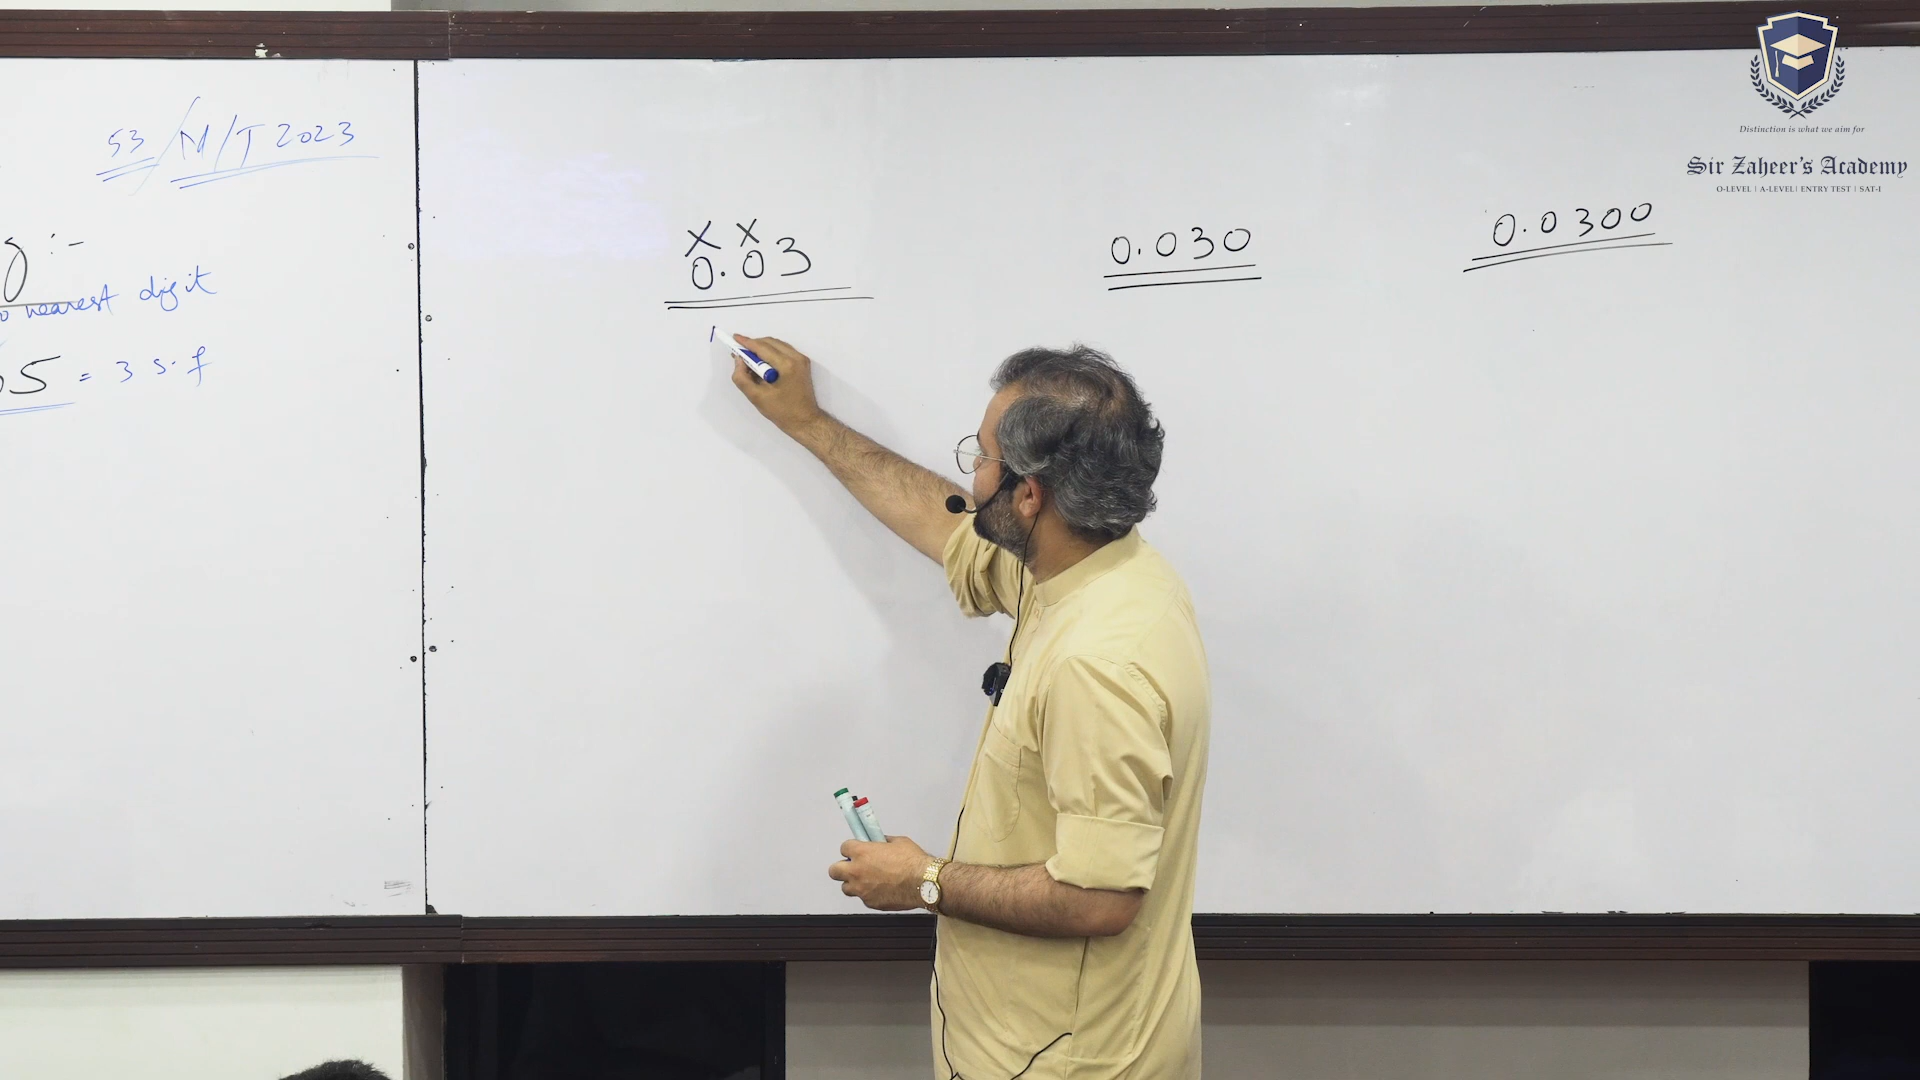 53 / N / T 2023
g :-
nearest digit
5 = 3 s.f
X X
0.03
0.030
0.0300
Distinction is what we aim for
Sir Zaheer's Academy
O-LEVEL | A-LEVEL | ENTRY TEST | SAT-I